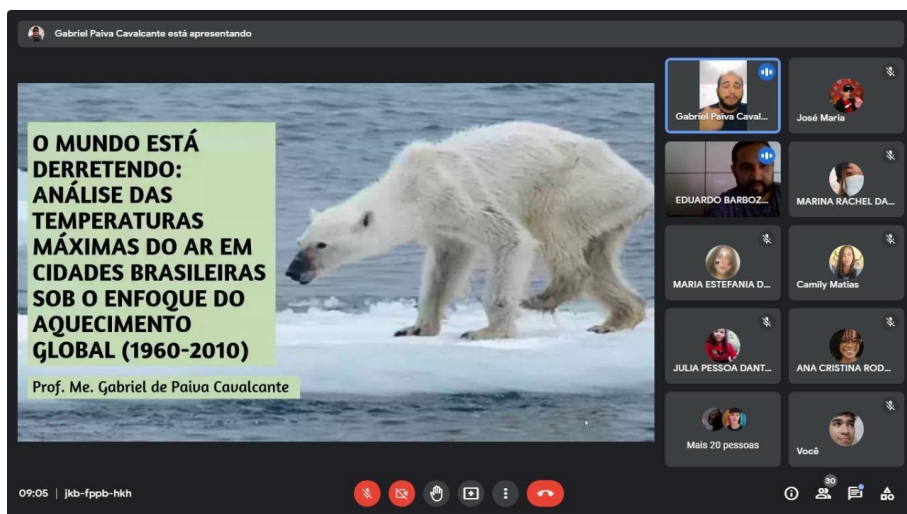 Gabriel Paiva Cavalcante está apresentando
O MUNDO ESTÁ
DERRETENDO:
ANÁLISE DAS
TEMPERATURAS
MÁXIMAS DO AR EM
CIDADES BRASILEIRAS
SOB O ENFOQUE DO
AQUECIMENTO
GLOBAL (1960-2010)
Prof. Me. Gabriel de Paiva Cavalcante
Gabriel Paiva Caval...
José Maria
EDUARDO BARBOZ...
MARINA RACHEL DA...
MARIA ESTEFANIA D...
Camily Matias
JULIA PESSOA DANT...
ANA CRISTINA ROD...
Mais 20 pessoas
Você
09:05 | jkb-fppb-hkh
30